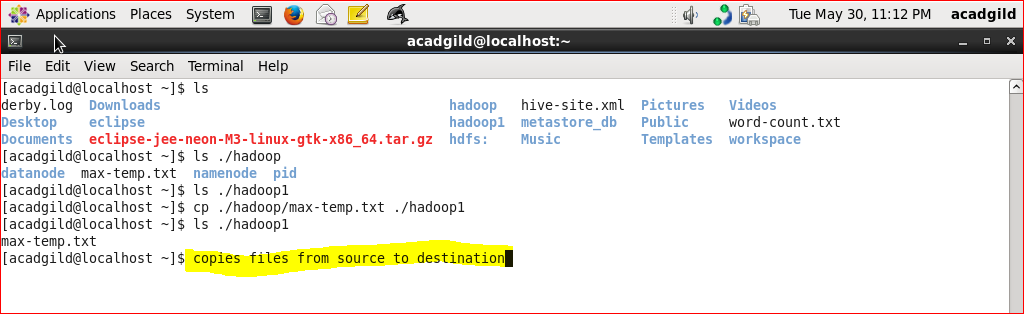 Applications Places System Tue May 30, 11:12 PM acadgild
acadgild@localhost:~
File Edit View Search Terminal Help
[acadgild@localhost ~]$ ls
derby.log Downloads hadoop hive-site.xml Pictures Videos
Desktop eclipse hadoop1 metastore_db Public word-count.txt
Documents eclipse-jee-neon-M3-linux-gtk-x86_64.tar.gz hdfs: Music Templates workspace
[acadgild@localhost ~]$ ls ./hadoop
datanode max-temp.txt namenode pid
[acadgild@localhost ~]$ ls ./hadoop1
[acadgild@localhost ~]$ cp ./hadoop/max-temp.txt ./hadoop1
[acadgild@localhost ~]$ ls ./hadoop1
max-temp.txt
[acadgild@localhost ~]$ copies files from source to destination